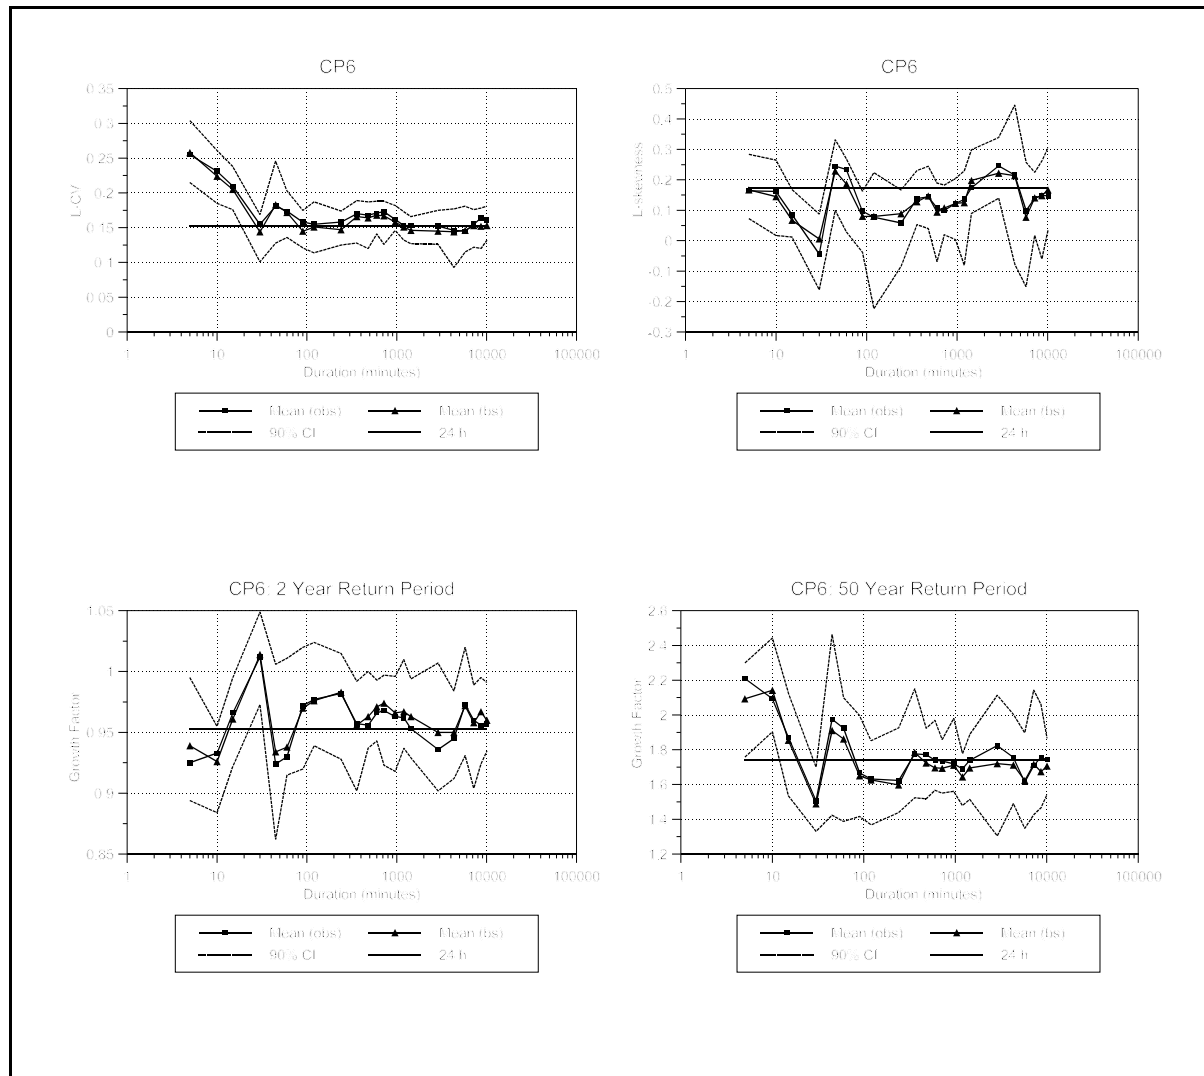 CP6
0.35
0.3
0.25
0.2
0.15
0.1
0.05
0
L-CV
1 10 100 1000 10000 100000
Duration (minutes)
Mean (obs) Mean (bs)
90% CI 24 h
CP6
0.5
0.4
0.3
0.2
0.1
0
-0.1
-0.2
-0.3
L-skewness
1 10 100 1000 10000 100000
Duration (minutes)
Mean (obs) Mean (bs)
90% CI 24 h
CP6: 2 Year Return Period
1.05
1
0.95
0.9
0.85
Growth Factor
1 10 100 1000 10000 100000
Duration (minutes)
Mean (obs) Mean (bs)
90% CI 24 h
CP6: 50 Year Return Period
2.8
2.4
2
1.8
1.6
1.4
1.2
Growth Factor
1 10 100 1000 10000 100000
Duration (minutes)
Mean (obs) Mean (bs)
90% CI 24 h